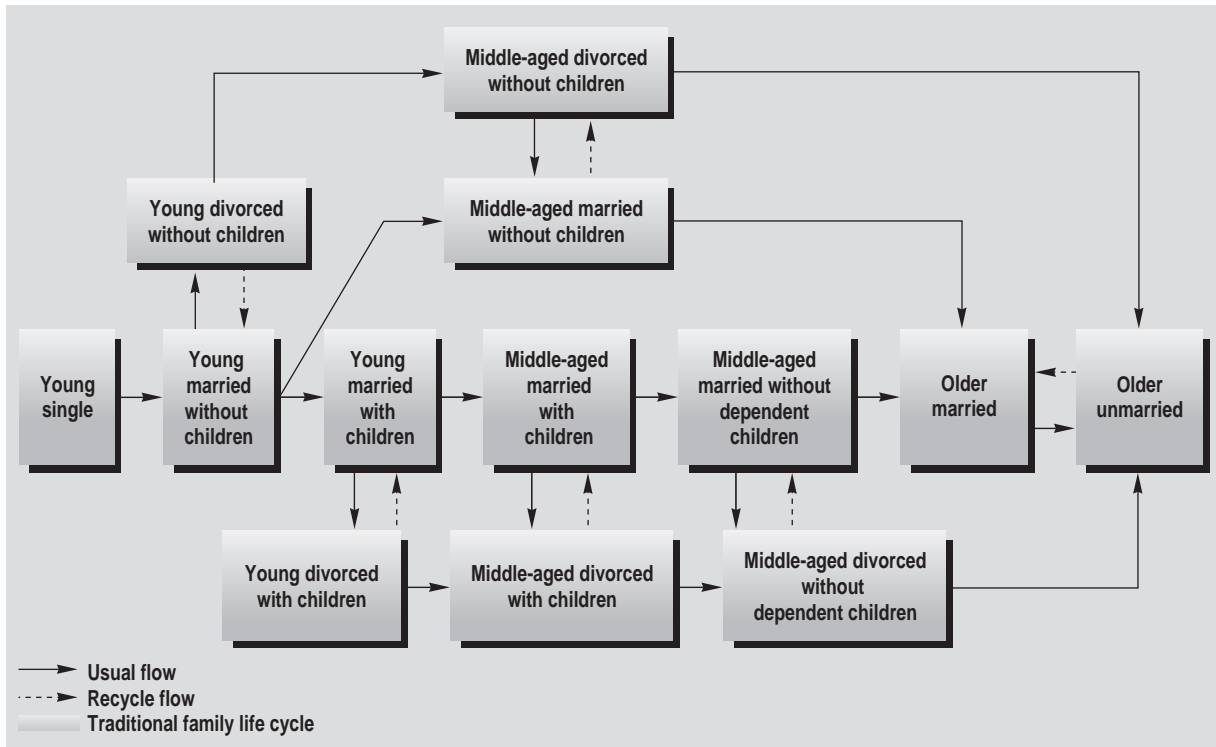 Middle-aged divorced
without children
Young divorced
without children
Middle-aged married
without children
Young
single
Young
married
without
children
Young
married
with
children
Middle-aged
married
with
children
Middle-aged
married without
dependent
children
Older
married
Older
unmarried
Young divorced
with children
Middle-aged divorced
with children
Middle-aged divorced
without
dependent children
Usual flow
Recycle flow
Traditional family life cycle